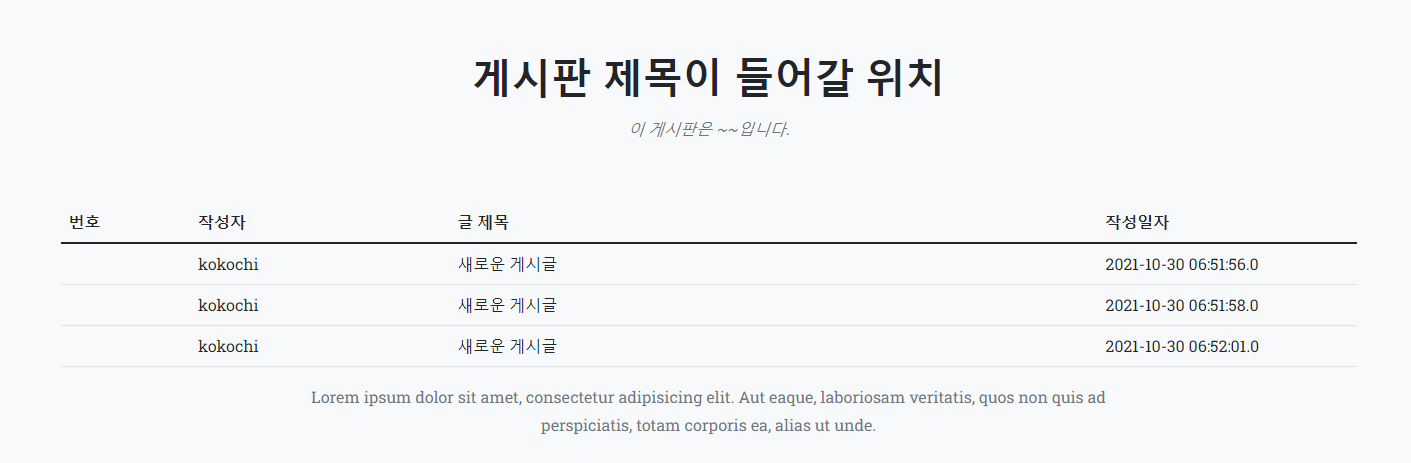 게시판 제목이 들어갈 위치
이 게시판은 ~~입니다.
번호 작성자 글 제목 작성일자
kokochi 새로운 게시글 2021-10-30 06:51:56.0
kokochi 새로운 게시글 2021-10-30 06:51:58.0
kokochi 새로운 게시글 2021-10-30 06:52:01.0
Lorem ipsum dolor sit amet, consectetur adipisicing elit. Aut eaque, laboriosam veritatis, quos non quis ad
perspiciatis, totam corporis ea, alias ut unde.